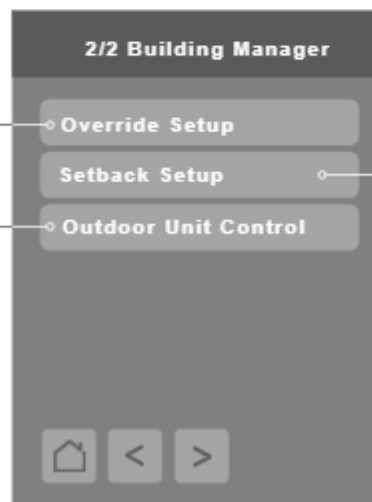 2/2 Building Manager
Override Setup
Setback Setup
Outdoor Unit Control
< >